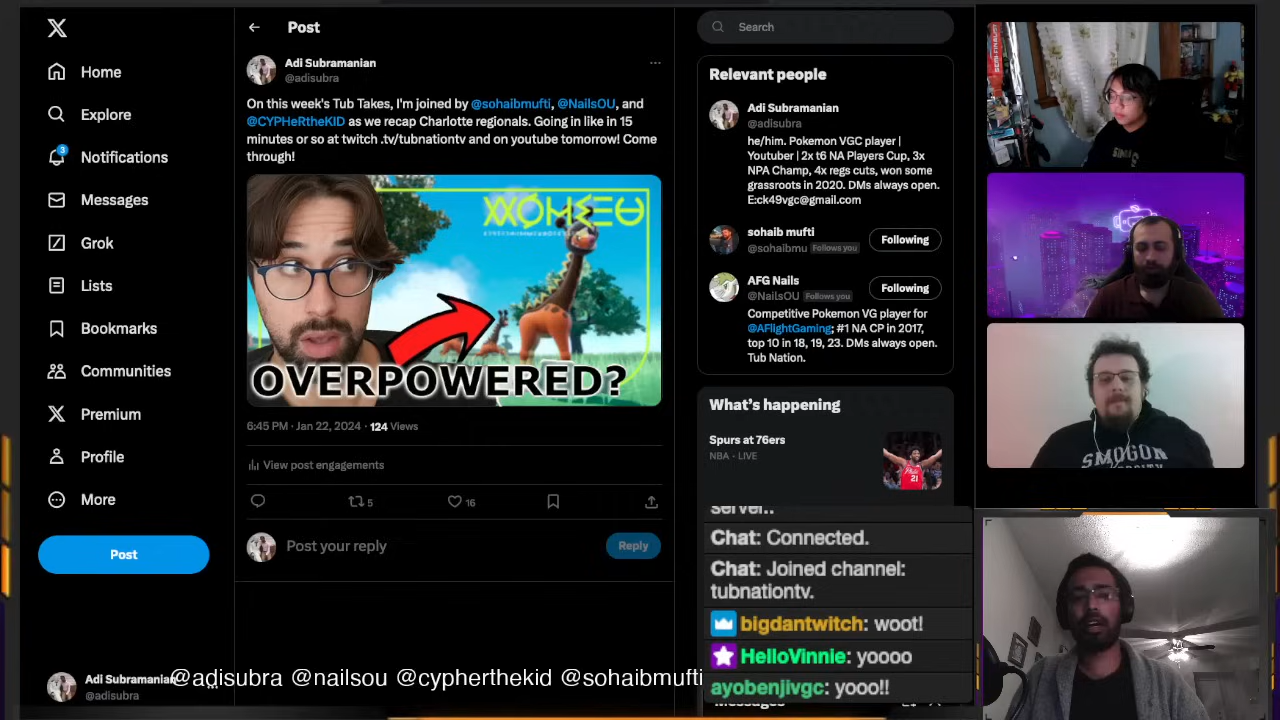 Home
Explore
3
Notifications
Messages
Grok
Lists
Bookmarks
Communities
Premium
Profile
More
Post
Adi Subramanian
@adisubra
Post
Adi Subramanian
@adisubra
On this week's Tub Takes, I'm joined by @sohaibmufti, @NailsOU, and
@CYPHeRtheKID as we recap Charlotte regionals. Going in like in 15
minutes or so at twitch .tv/tubnationtv and on youtube tomorrow! Come
through!
OVERPOWERED?
6:45 PM · Jan 22, 2024 · 124 Views
View post engagements
5
16
Post your reply
Reply
@adisubra @nailsou @cypherthekid @sohaibmufti
Search
Relevant people
Adi Subramanian
@adisubra
he/him. Pokemon VGC player |
Youtuber | 2x t6 NA Players Cup, 3x
NPA Champ, 4x regs cuts, won some
grassroots in 2020. DMs always open.
E:ck49vgc@gmail.com
sohaib mufti
@sohaibmu Follows you
Following
AFG Nails
@NailsOU Follows you
Following
Competitive Pokemon VG player for
@AFlightGaming; #1 NA CP in 2017,
top 10 in 18, 19, 23. DMs always open.
Tub Nation.
What's happening
Spurs at 76ers
NBA · LIVE
21
server..
Chat: Connected.
Chat: Joined channel:
tubnationtv.
bigdantwitch: woot!
HelloVinnie: yoooo
ayobenjivgc: yooo!!
Messages
SMOGON